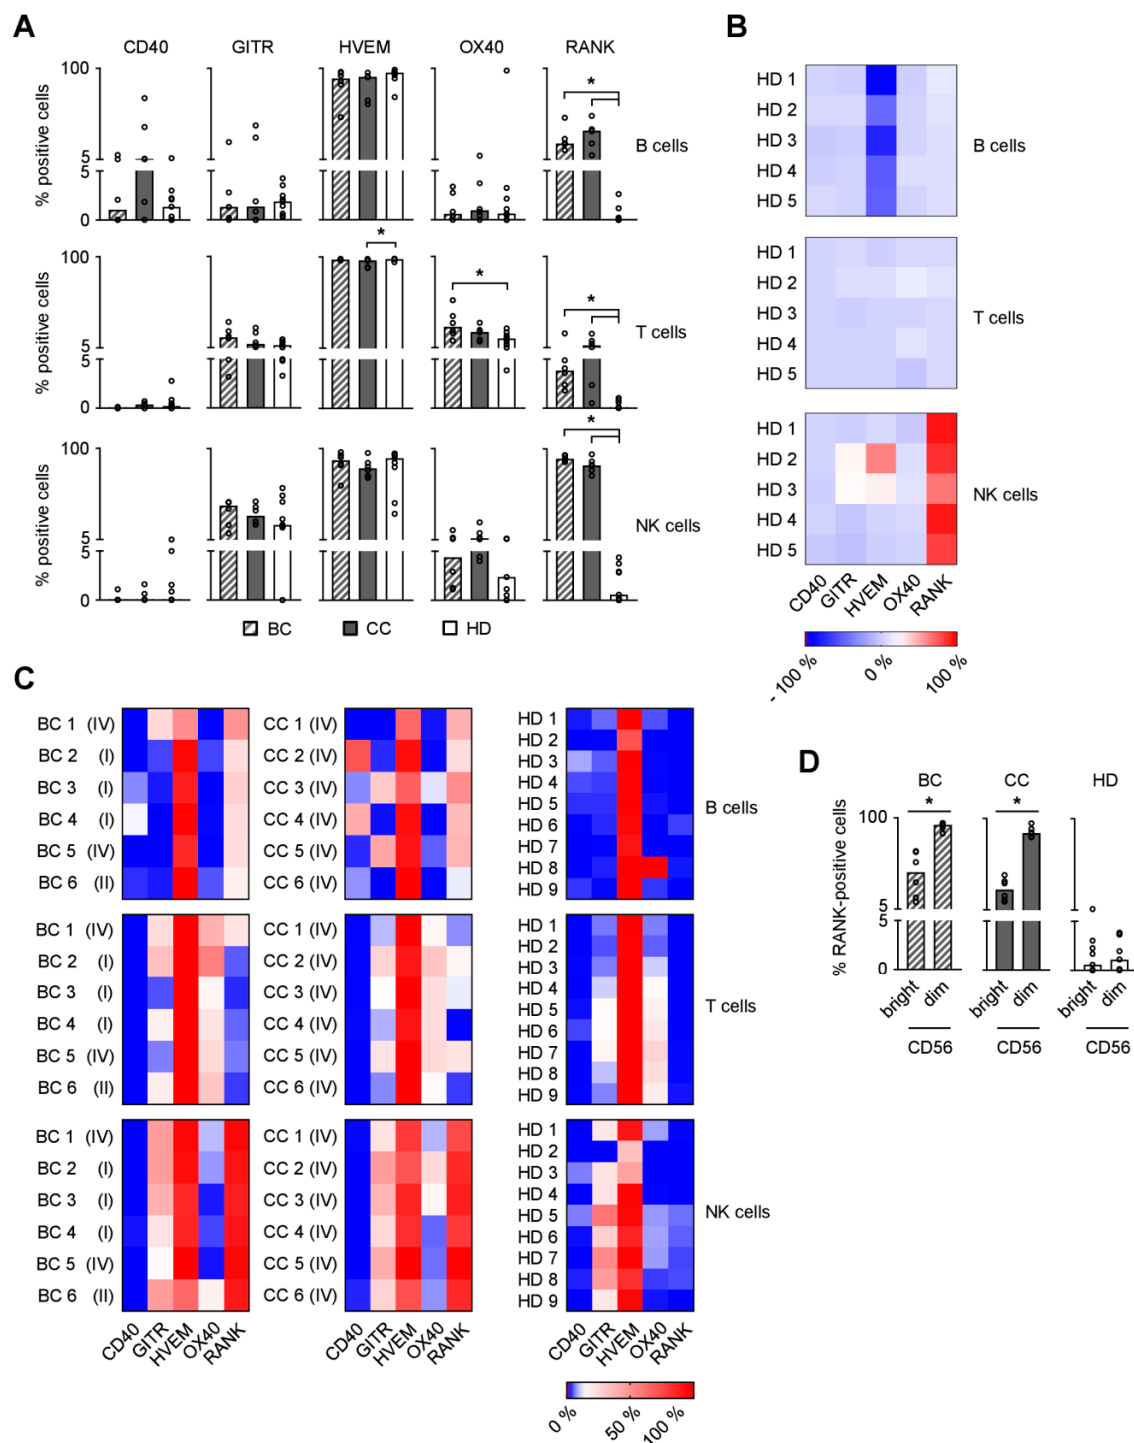 A
CD40 GITR HVEM OX40 RANK
% positive cells
100
5
5
0
*
B cells
% positive cells
100
5
5
0
*
*
*
T cells
% positive cells
100
5
5
0
*
NK cells
BC CC HD
B
HD 1
HD 2
HD 3
HD 4
HD 5
B cells
HD 1
HD 2
HD 3
HD 4
HD 5
T cells
HD 1
HD 2
HD 3
HD 4
HD 5
NK cells
CD40 GITR HVEM OX40 RANK
- 100 % 0 % 100 %
C
BC 1 (IV) CC 1 (IV) HD 1
BC 2 (I) CC 2 (IV) HD 2
BC 3 (I) CC 3 (IV) HD 3
BC 4 (I) CC 4 (IV) HD 4
BC 5 (IV) CC 5 (IV) HD 5
BC 6 (II) CC 6 (IV) HD 6
HD 7
HD 8
HD 9
B cells
BC 1 (IV) CC 1 (IV) HD 1
BC 2 (I) CC 2 (IV) HD 2
BC 3 (I) CC 3 (IV) HD 3
BC 4 (I) CC 4 (IV) HD 4
BC 5 (IV) CC 5 (IV) HD 5
BC 6 (II) CC 6 (IV) HD 6
HD 7
HD 8
HD 9
T cells
BC 1 (IV) CC 1 (IV) HD 1
BC 2 (I) CC 2 (IV) HD 2
BC 3 (I) CC 3 (IV) HD 3
BC 4 (I) CC 4 (IV) HD 4
BC 5 (IV) CC 5 (IV) HD 5
BC 6 (II) CC 6 (IV) HD 6
HD 7
HD 8
HD 9
NK cells
CD40 GITR HVEM OX40 RANK CD40 GITR HVEM OX40 RANK CD40 GITR HVEM OX40 RANK
0 % 50 % 100 %
D
BC CC HD
* *
% RANK-positive cells
100
5
5
0
bright dim bright dim bright dim
CD56 CD56 CD56